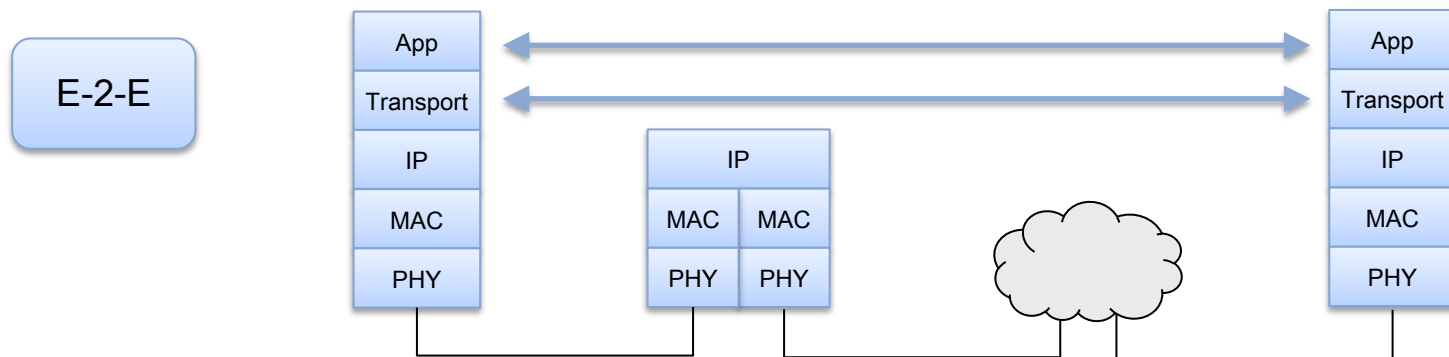 E-2-E
App
Transport
IP
MAC
PHY
IP
MAC MAC
PHY PHY
App
Transport
IP
MAC
PHY